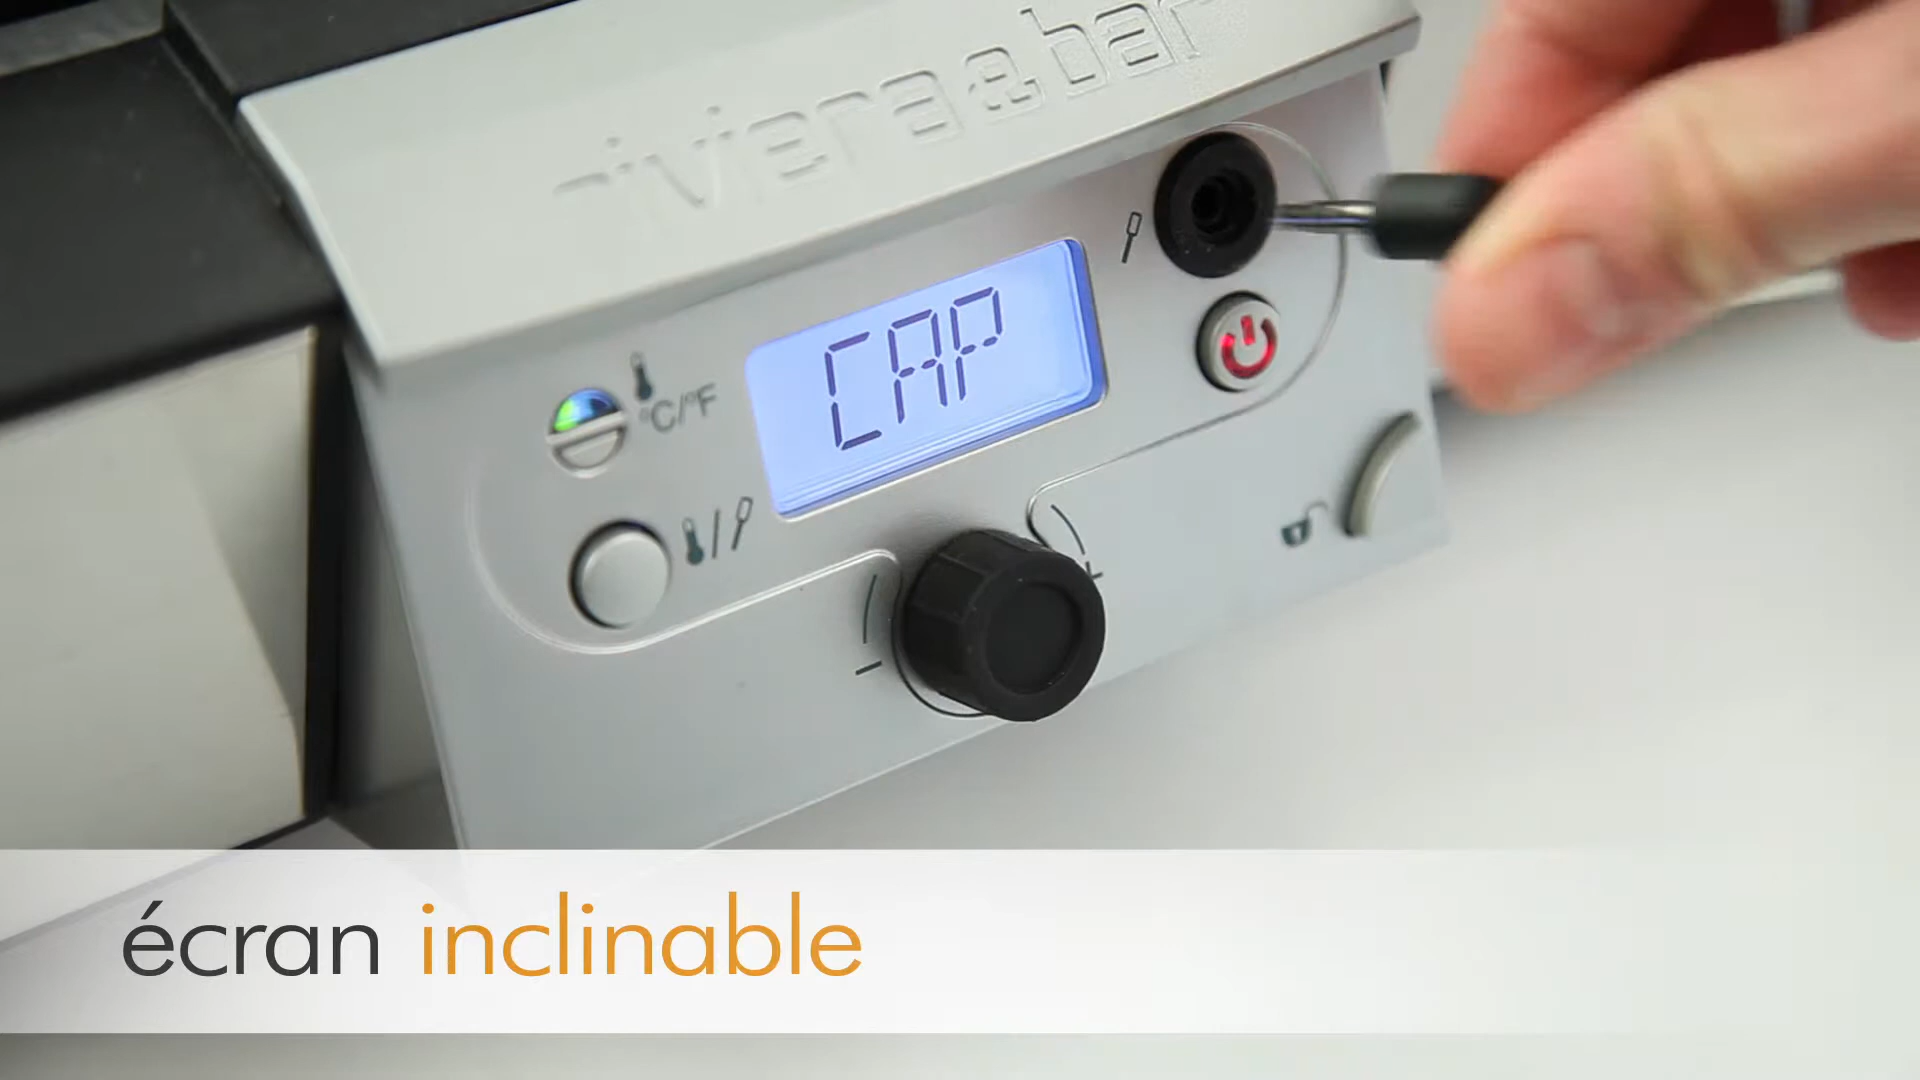 riviera&bar
CAP
°C/°F
- +
écran inclinable